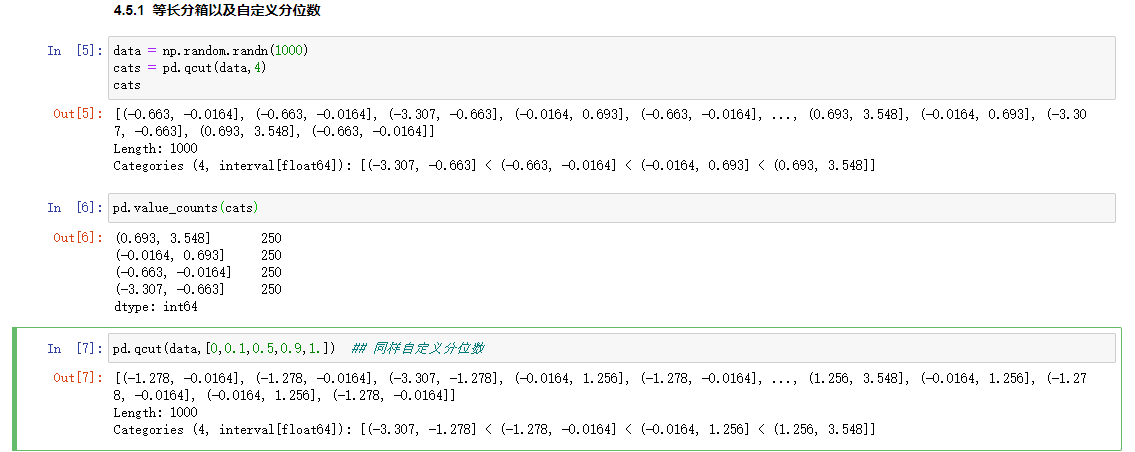 4.5.1 等长分箱以及自定义分位数
In [5]: data = np.random.randn(1000)
cats = pd.qcut(data,4)
cats
Out[5]: [(-0.663, -0.0164], (-0.663, -0.0164], (-3.307, -0.663], (-0.0164, 0.693], (-0.663, -0.0164], ..., (0.693, 3.548], (-0.0164, 0.693], (-3.30
7, -0.663], (0.693, 3.548], (-0.663, -0.0164]]
Length: 1000
Categories (4, interval[float64]): [(-3.307, -0.663] < (-0.663, -0.0164] < (-0.0164, 0.693] < (0.693, 3.548]]
In [6]: pd.value_counts(cats)
Out[6]: (0.693, 3.548] 250
(-0.0164, 0.693] 250
(-0.663, -0.0164] 250
(-3.307, -0.663] 250
dtype: int64
In [7]: pd.qcut(data,[0,0.1,0.5,0.9,1.]) ## 同样自定义分位数
Out[7]: [(-1.278, -0.0164], (-1.278, -0.0164], (-3.307, -1.278], (-0.0164, 1.256], (-1.278, -0.0164], ..., (1.256, 3.548], (-0.0164, 1.256], (-1.27
8, -0.0164], (-0.0164, 1.256], (-1.278, -0.0164]]
Length: 1000
Categories (4, interval[float64]): [(-3.307, -1.278] < (-1.278, -0.0164] < (-0.0164, 1.256] < (1.256, 3.548]]